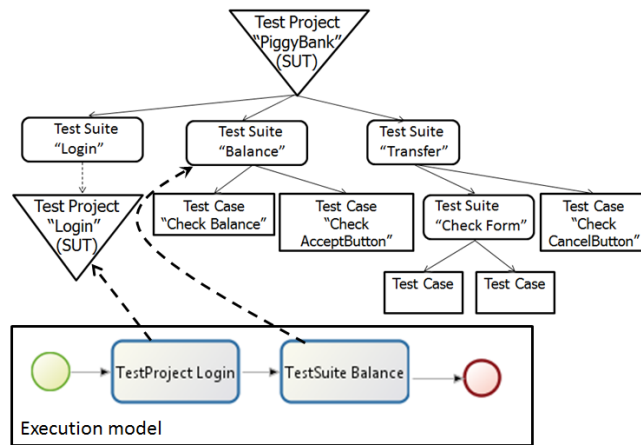 Test Project
“PiggyBank”
(SUT)
Test Suite
“Login”
Test Suite
“Balance”
Test Suite
“Transfer”
Test Project
“Login”
(SUT)
Test Case
“Check Balance”
Test Case
“Check
AcceptButton”
Test Suite
“Check Form”
Test Case
“Check
CancelButton”
Test Case
Test Case
TestProject Login
TestSuite Balance
Execution model